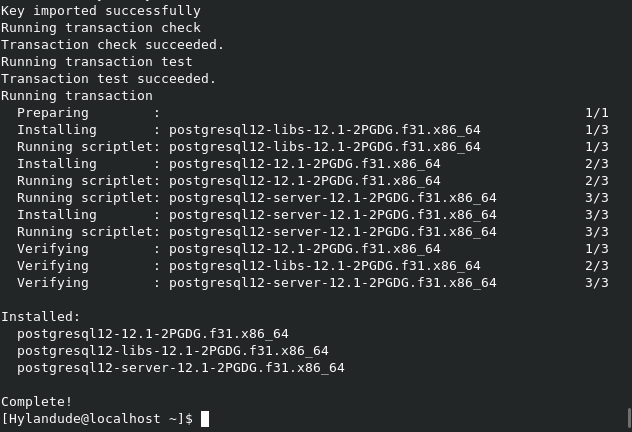 Key imported successfully
Running transaction check
Transaction check succeeded.
Running transaction test
Transaction test succeeded.
Running transaction
  Preparing        :                                                     1/1
  Installing       : postgresql12-libs-12.1-2PGDG.f31.x86_64             1/3
  Running scriptlet: postgresql12-libs-12.1-2PGDG.f31.x86_64             1/3
  Installing       : postgresql12-12.1-2PGDG.f31.x86_64                  2/3
  Running scriptlet: postgresql12-12.1-2PGDG.f31.x86_64                  2/3
  Running scriptlet: postgresql12-server-12.1-2PGDG.f31.x86_64           3/3
  Installing       : postgresql12-server-12.1-2PGDG.f31.x86_64           3/3
  Running scriptlet: postgresql12-server-12.1-2PGDG.f31.x86_64           3/3
  Verifying        : postgresql12-12.1-2PGDG.f31.x86_64                  1/3
  Verifying        : postgresql12-libs-12.1-2PGDG.f31.x86_64             2/3
  Verifying        : postgresql12-server-12.1-2PGDG.f31.x86_64           3/3

Installed:
  postgresql12-12.1-2PGDG.f31.x86_64
  postgresql12-libs-12.1-2PGDG.f31.x86_64
  postgresql12-server-12.1-2PGDG.f31.x86_64

Complete!
[Hylandude@localhost ~]$